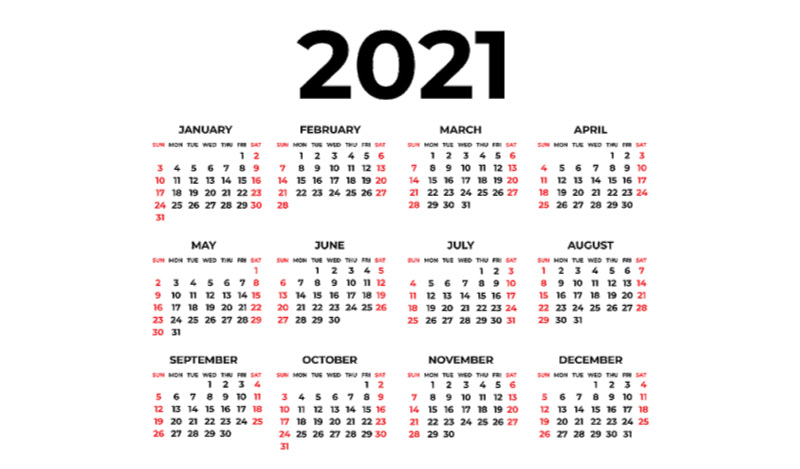 2021
JANUARY
SUN MON TUE WED THU FRI SAT
1 2
3 4 5 6 7 8 9
10 11 12 13 14 15 16
17 18 19 20 21 22 23
24 25 26 27 28 29 30
31
FEBRUARY
SUN MON TUE WED THU FRI SAT
1 2 3 4 5 6
7 8 9 10 11 12 13
14 15 16 17 18 19 20
21 22 23 24 25 26 27
28
MARCH
SUN MON TUE WED THU FRI SAT
1 2 3 4 5 6
7 8 9 10 11 12 13
14 15 16 17 18 19 20
21 22 23 24 25 26 27
28 29 30 31
APRIL
SUN MON TUE WED THU FRI SAT
1 2 3
4 5 6 7 8 9 10
11 12 13 14 15 16 17
18 19 20 21 22 23 24
25 26 27 28 29 30
MAY
SUN MON TUE WED THU FRI SAT
1
2 3 4 5 6 7 8
9 10 11 12 13 14 15
16 17 18 19 20 21 22
23 24 25 26 27 28 29
30 31
JUNE
SUN MON TUE WED THU FRI SAT
1 2 3 4 5
6 7 8 9 10 11 12
13 14 15 16 17 18 19
20 21 22 23 24 25 26
27 28 29 30
JULY
SUN MON TUE WED THU FRI SAT
1 2 3
4 5 6 7 8 9 10
11 12 13 14 15 16 17
18 19 20 21 22 23 24
25 26 27 28 29 30 31
AUGUST
SUN MON TUE WED THU FRI SAT
1 2 3 4 5 6 7
8 9 10 11 12 13 14
15 16 17 18 19 20 21
22 23 24 25 26 27 28
29 30 31
SEPTEMBER
SUN MON TUE WED THU FRI SAT
1 2 3 4
5 6 7 8 9 10 11
12 13 14 15 16 17 18
19 20 21 22 23 24 25
26 27 28 29 30
OCTOBER
SUN MON TUE WED THU FRI SAT
1 2
3 4 5 6 7 8 9
10 11 12 13 14 15 16
17 18 19 20 21 22 23
24 25 26 27 28 29 30
31
NOVEMBER
SUN MON TUE WED THU FRI SAT
1 2 3 4 5 6
7 8 9 10 11 12 13
14 15 16 17 18 19 20
21 22 23 24 25 26 27
28 29 30
DECEMBER
SUN MON TUE WED THU FRI SAT
1 2 3 4
5 6 7 8 9 10 11
12 13 14 15 16 17 18
19 20 21 22 23 24 25
26 27 28 29 30 31